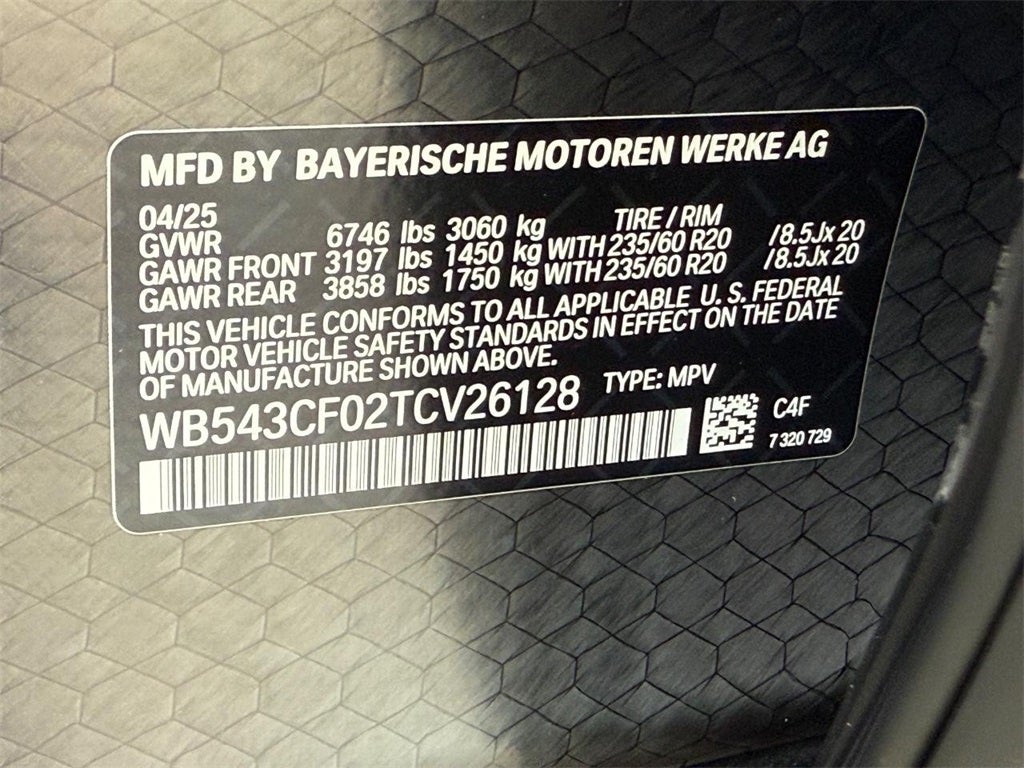 MFD BY BAYERISCHE MOTOREN WERKE AG
04/25 TIRE / RIM
GVWR 6746 lbs 3060 kg
GAWR FRONT 3197 lbs 1450 kg WITH 235/60 R20 /8.5Jx20
GAWR REAR 3858 lbs 1750 kg WITH 235/60 R20 /8.5Jx20
THIS VEHICLE CONFORMS TO ALL APPLICABLE U. S. FEDERAL
MOTOR VEHICLE SAFETY STANDARDS IN EFFECT ON THE DATE
OF MANUFACTURE SHOWN ABOVE.
WB543CF02TCV26128 TYPE: MPV
C4F
7 320 729